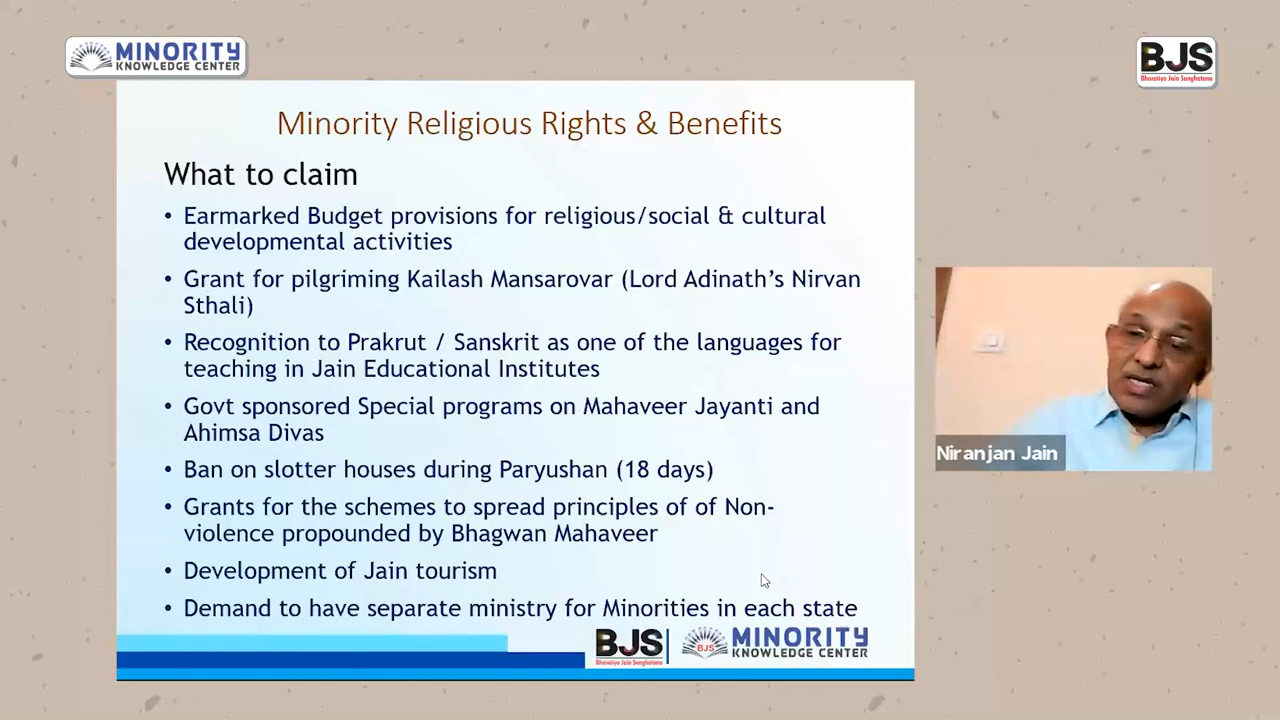 MINORITY
KNOWLEDGE CENTER
BJS
Bharatiya Jain Sanghatana
Minority Religious Rights & Benefits
What to claim
• Earmarked Budget provisions for religious/social & cultural
developmental activities
• Grant for pilgriming Kailash Mansarovar (Lord Adinath’s Nirvan
Sthali)
• Recognition to Prakrut / Sanskrit as one of the languages for
teaching in Jain Educational Institutes
• Govt sponsored Special programs on Mahaveer Jayanti and
Ahimsa Divas
• Ban on slotter houses during Paryushan (18 days)
• Grants for the schemes to spread principles of of Non-
violence propounded by Bhagwan Mahaveer
• Development of Jain tourism
• Demand to have separate ministry for Minorities in each state
Niranjan Jain
BJS
Bharatiya Jain Sanghatana
BJS
MINORITY
KNOWLEDGE CENTER